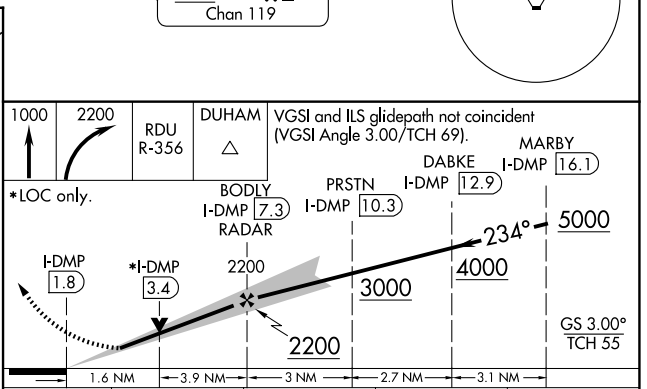 Chan 119
1000
2200
RDU
R-356
DUHAM
VGSI and ILS glidepath not coincident
(VGSI Angle 3.00/TCH 69).
*LOC only.
MARBY
I-DMP 16.1
DABKE
I-DMP 12.9
PRSTN
I-DMP 10.3
BODLY
I-DMP 7.3
RADAR
I-DMP
1.8
*I-DMP
3.4
2200
234°
5000
4000
3000
2200
GS 3.00°
TCH 55
1.6 NM
3.9 NM
3 NM
2.7 NM
3.1 NM